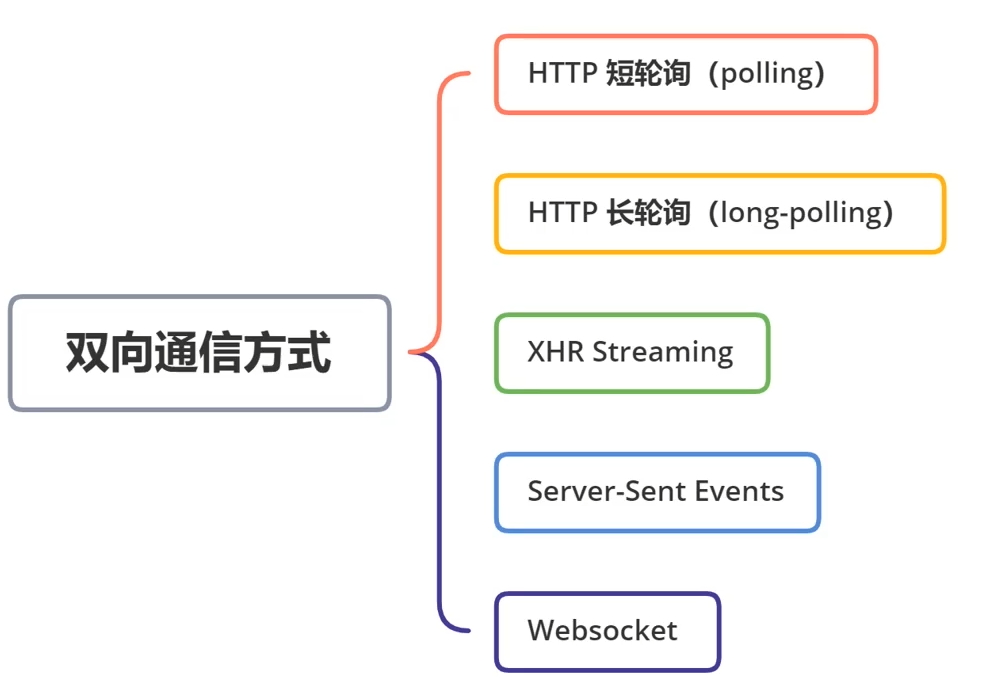 HTTP 短轮询（polling）
HTTP 长轮询（long-polling）
双向通信方式
XHR Streaming
Server-Sent Events
Websocket